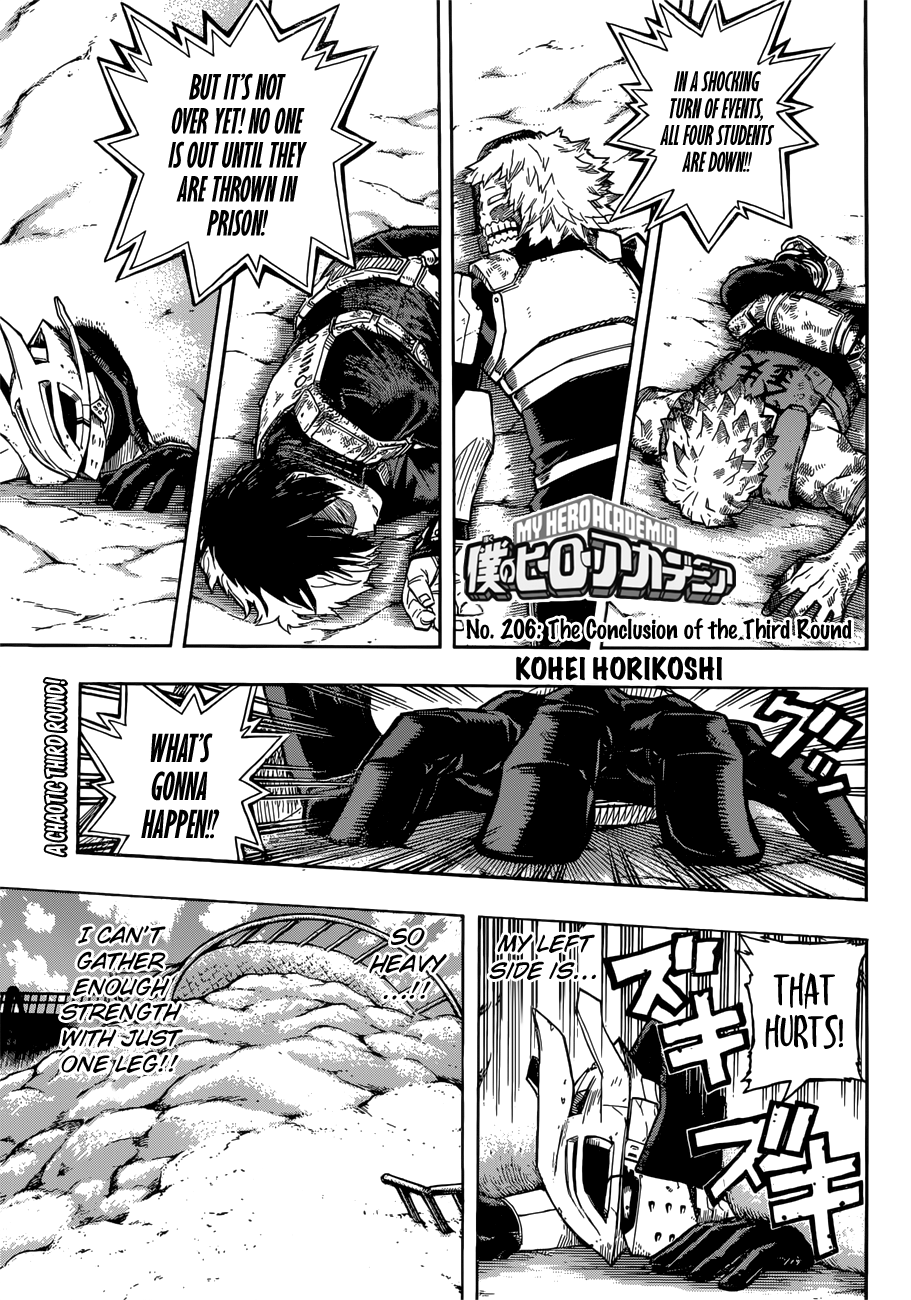 IN A SHOCKING
TURN OF EVENTS,
ALL FOUR STUDENTS
ARE DOWN!!
BUT IT'S NOT
OVER YET! NO ONE
IS OUT UNTIL THEY
ARE THROWN IN
PRISON!
MY HERO ACADEMIA
僕のヒーローアカデミア
No. 206: The Conclusion of the Third Round
KOHEI HORIKOSHI
A CHAOTIC THIRD ROUND!
グッ
WHAT'S
GONNA
HAPPEN!?
THAT
HURTS!
ズキ
ズキ
MY LEFT
SIDE IS...
SO
HEAVY
...!!
I CAN'T
GATHER
ENOUGH
STRENGTH
WITH JUST
ONE LEG!!